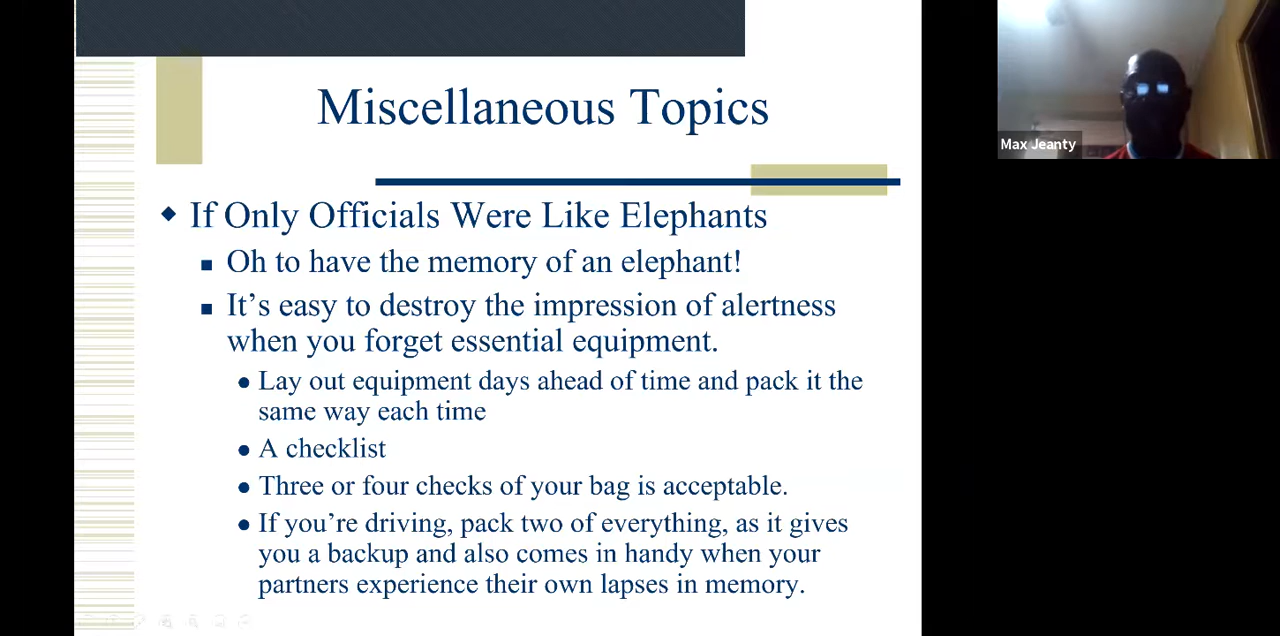 Miscellaneous Topics
Max Jeanty
If Only Officials Were Like Elephants
Oh to have the memory of an elephant!
It’s easy to destroy the impression of alertness
when you forget essential equipment.
Lay out equipment days ahead of time and pack it the
same way each time
A checklist
Three or four checks of your bag is acceptable.
If you’re driving, pack two of everything, as it gives
you a backup and also comes in handy when your
partners experience their own lapses in memory.